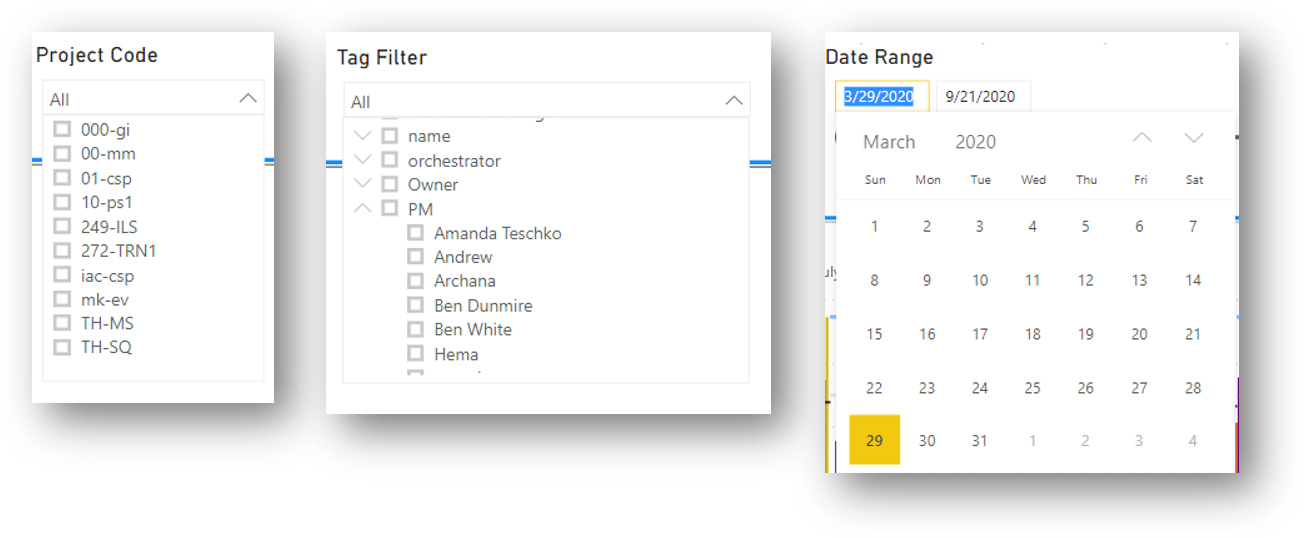 Project Code
All
000-gi
00-mm
01-csp
10-ps1
249-ILS
272-TRN1
iac-csp
mk-ev
TH-MS
TH-SQ
Tag Filter
All
name
orchestrator
Owner
PM
Amanda Teschko
Andrew
Archana
Ben Dunmire
Ben White
Hema
Date Range
3/29/2020 9/21/2020
March 2020
Sun Mon Tue Wed Thu Fri Sat
1 2 3 4 5 6 7
8 9 10 11 12 13 14
15 16 17 18 19 20 21
22 23 24 25 26 27 28
29 30 31 1 2 3 4